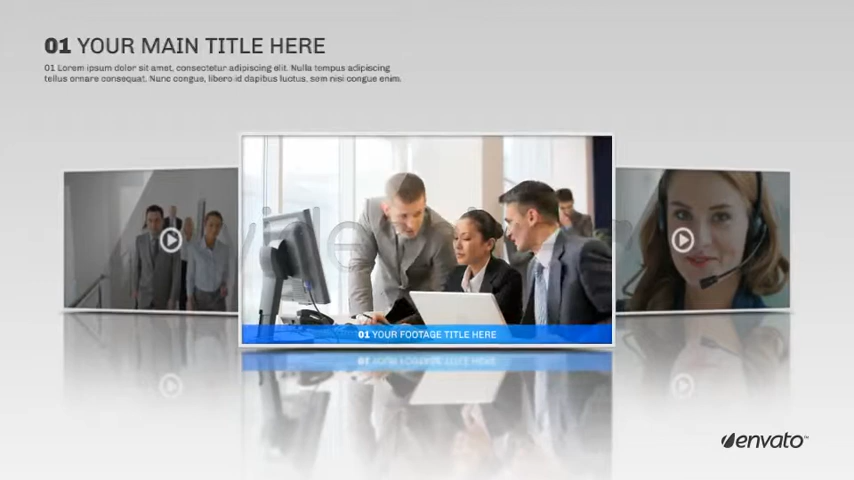 01 YOUR MAIN TITLE HERE
01 Lorem ipsum dolor sit amet, consectetur adipiscing elit. Nulla tempus adipiscing
tellus ornare consequat. Nunc congue, libero id dapibus luctus, sem nisi congue enim.
01 YOUR FOOTAGE TITLE HERE
envato™